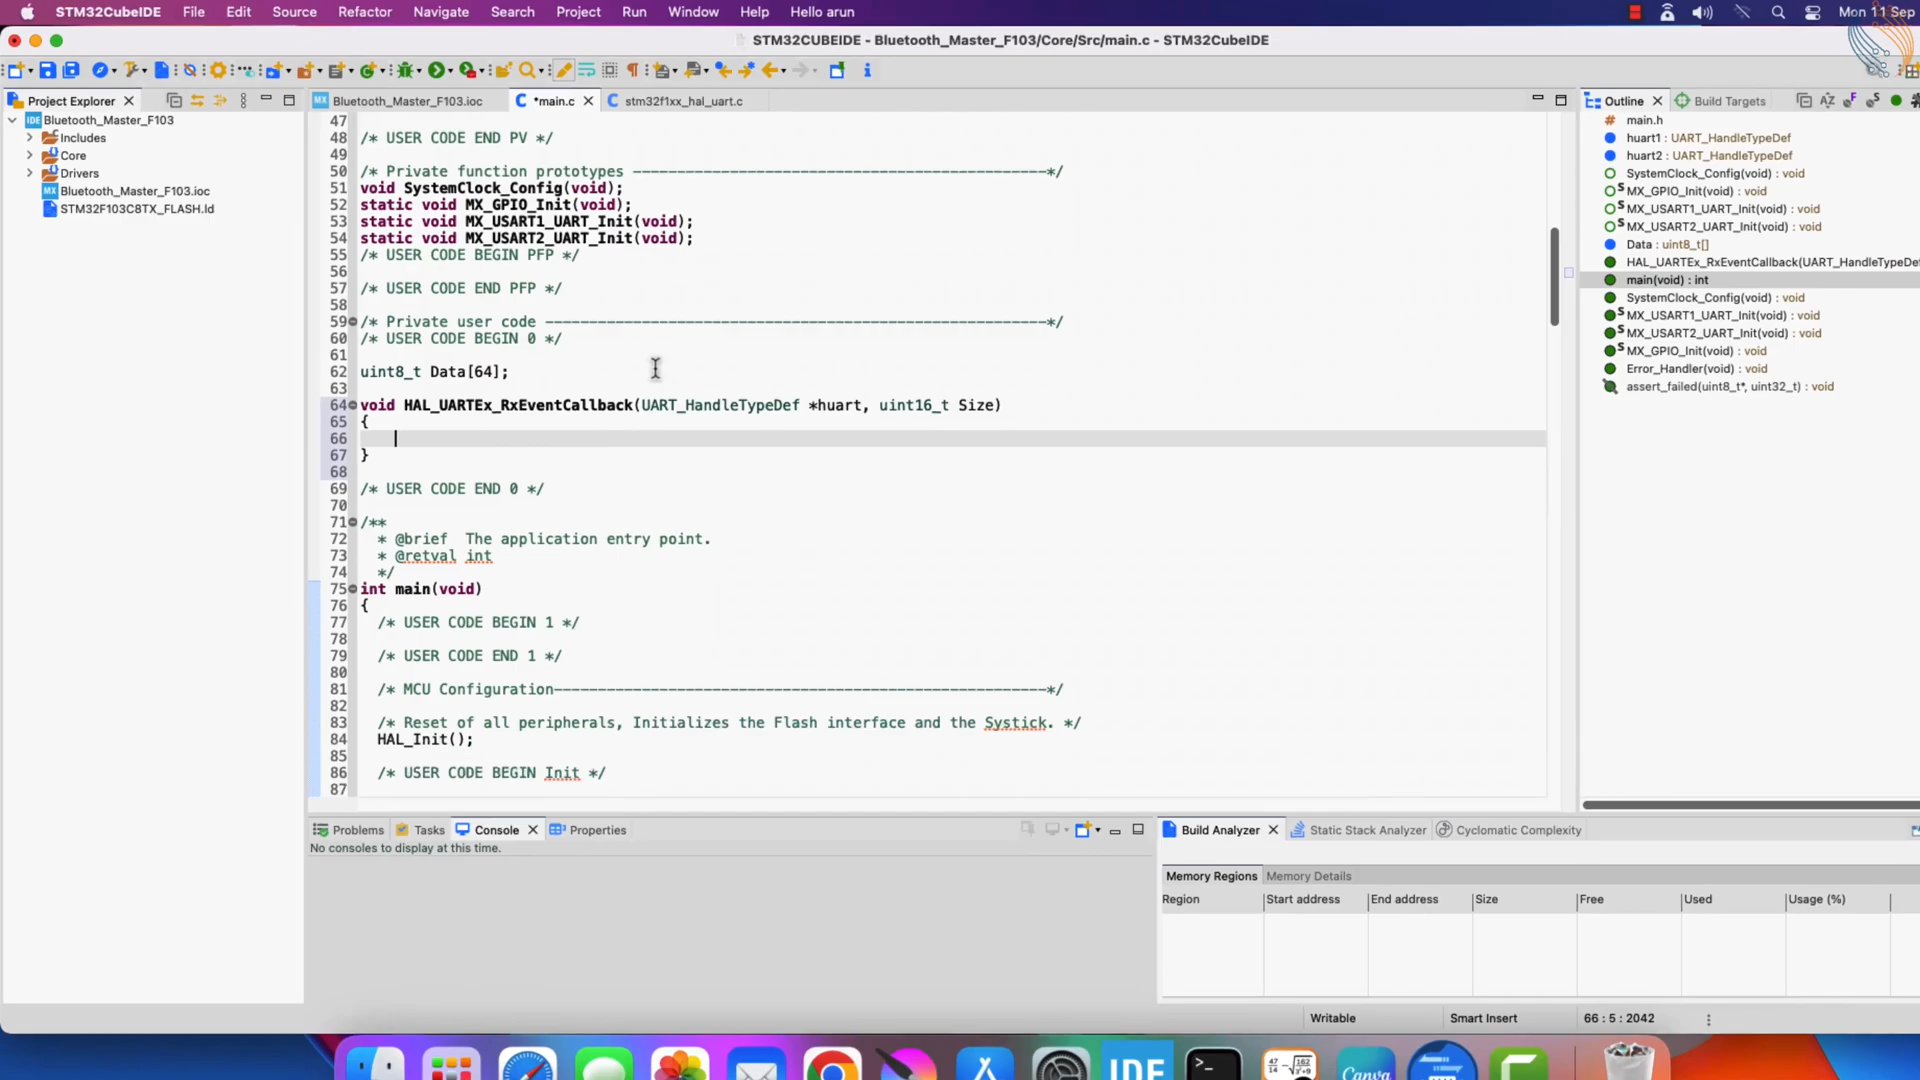 STM32CubeIDE File Edit Source Refactor Navigate Search Project Run Window Help Hello arun Mon 11 Sep
STM32CUBEIDE - Bluetooth_Master_F103/Core/Src/main.c - STM32CubeIDE
Project Explorer
IDE Bluetooth_Master_F103
Includes
Core
Drivers
MX Bluetooth_Master_F103.ioc
STM32F103C8TX_FLASH.ld
MX Bluetooth_Master_F103.ioc *main.c stm32f1xx_hal_uart.c
47
48 /* USER CODE END PV */
49
50 /* Private function prototypes -----------------------------------------------*/
51 void SystemClock_Config(void);
52 static void MX_GPIO_Init(void);
53 static void MX_USART1_UART_Init(void);
54 static void MX_USART2_UART_Init(void);
55 /* USER CODE BEGIN PFP */
56
57 /* USER CODE END PFP */
58
59 /* Private user code ---------------------------------------------------------*/
60 /* USER CODE BEGIN 0 */
61
62 uint8_t Data[64];
63
64 void HAL_UARTEx_RxEventCallback(UART_HandleTypeDef *huart, uint16_t Size)
65 {
66
67 }
68
69 /* USER CODE END 0 */
70
71 /**
72 * @brief  The application entry point.
73 * @retval int
74 */
75 int main(void)
76 {
77 /* USER CODE BEGIN 1 */
78
79 /* USER CODE END 1 */
80
81 /* MCU Configuration--------------------------------------------------------*/
82
83 /* Reset of all peripherals, Initializes the Flash interface and the Systick. */
84 HAL_Init();
85
86 /* USER CODE BEGIN Init */
87
Outline Build Targets
# main.h
huart1 : UART_HandleTypeDef
huart2 : UART_HandleTypeDef
SystemClock_Config(void) : void
S MX_GPIO_Init(void) : void
S MX_USART1_UART_Init(void) : void
MX_USART2_UART_Init(void) : void
Data : uint8_t[]
HAL_UARTEx_RxEventCallback(UART_HandleTypeDef
main(void) : int
SystemClock_Config(void) : void
S MX_USART1_UART_Init(void) : void
S MX_USART2_UART_Init(void) : void
S MX_GPIO_Init(void) : void
Error_Handler(void) : void
assert_failed(uint8_t*, uint32_t) : void
Problems Tasks Console Properties
No consoles to display at this time.
Build Analyzer Static Stack Analyzer Cyclomatic Complexity
Memory Regions Memory Details
Region Start address End address Size Free Used Usage (%)
Writable Smart Insert 66 : 5 : 2042
IDE
Canva